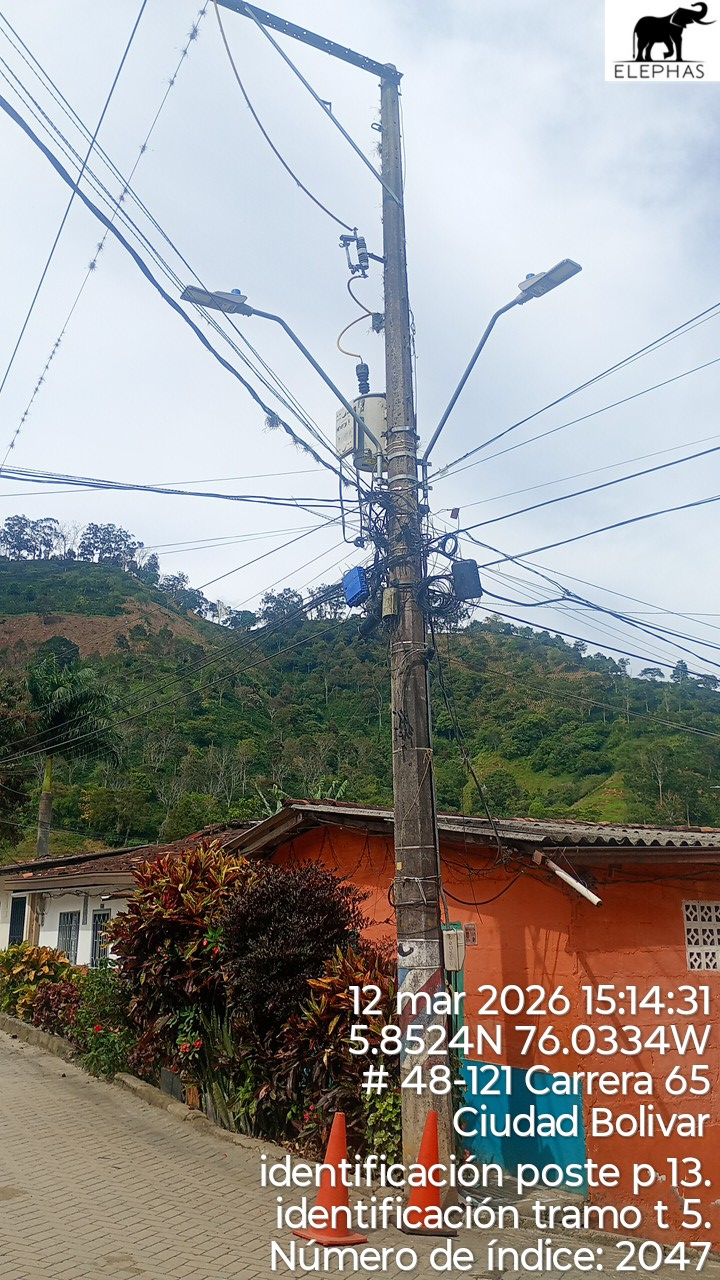 ELEPHAS
12 mar 2026 15:14:31
5.8524N 76.0334W
# 48-121 Carrera 65
Ciudad Bolivar
identificación poste p 13.
identificación tramo t 5.
Número de índice: 2047